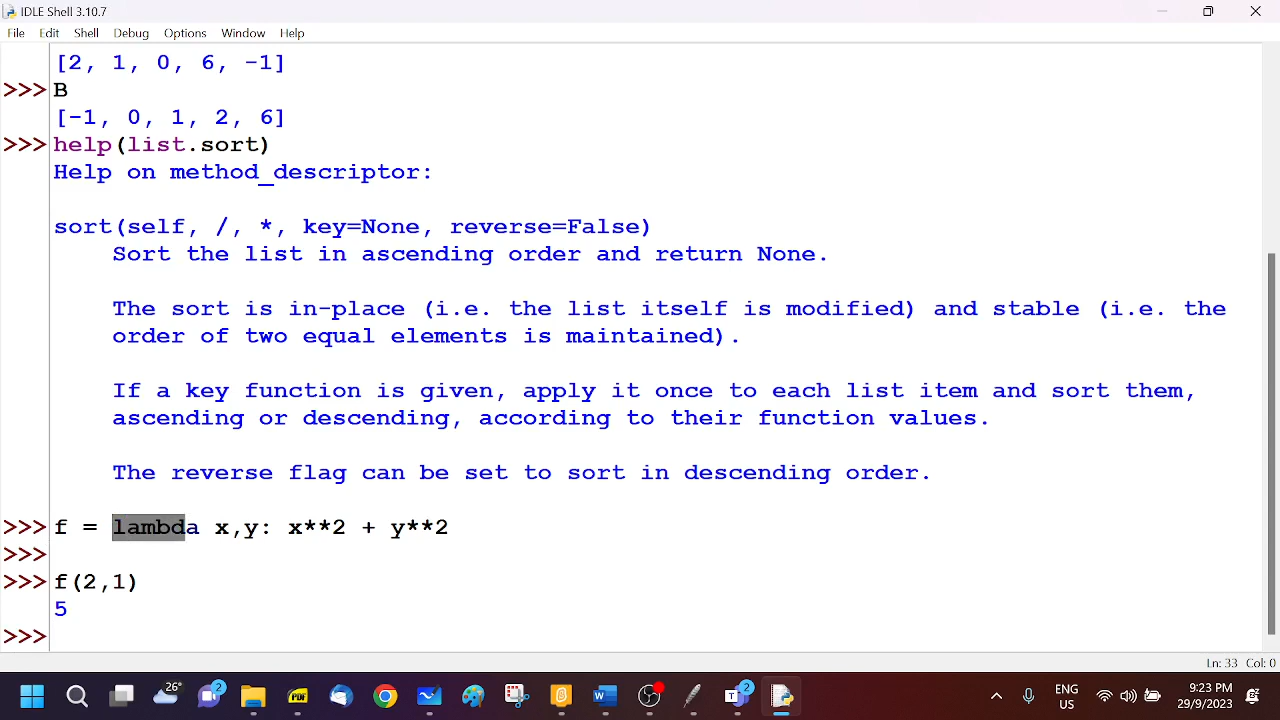 IDLE Shell 3.10.7
File Edit Shell Debug Options Window Help
[2, 1, 0, 6, -1]
>>> B
[-1, 0, 1, 2, 6]
>>> help(list.sort)
Help on method_descriptor:
sort(self, /, *, key=None, reverse=False)
Sort the list in ascending order and return None.
The sort is in-place (i.e. the list itself is modified) and stable (i.e. the
order of two equal elements is maintained).
If a key function is given, apply it once to each list item and sort them,
ascending or descending, according to their function values.
The reverse flag can be set to sort in descending order.
>>> f = lambda x,y: x**2 + y**2
>>>
>>> f(2,1)
5
>>>
Ln: 33 Col: 0
26° 2 PDF W T 2 ENG 9:23 PM
US 29/9/2023